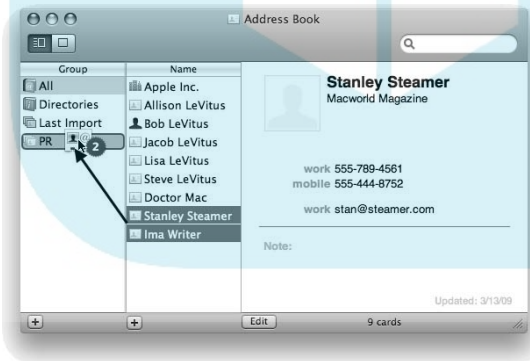 Address Book
Group
Name
All
Directories
Last Import
PR
2
Apple Inc.
Allison LeVitus
Bob LeVitus
Jacob LeVitus
Lisa LeVitus
Steve LeVitus
Doctor Mac
Stanley Steamer
Ima Writer
Stanley Steamer
Macworld Magazine
work 555-789-4561
mobile 555-444-8752
work stan@steamer.com
Note:
Updated: 3/13/09
+
+
Edit
9 cards